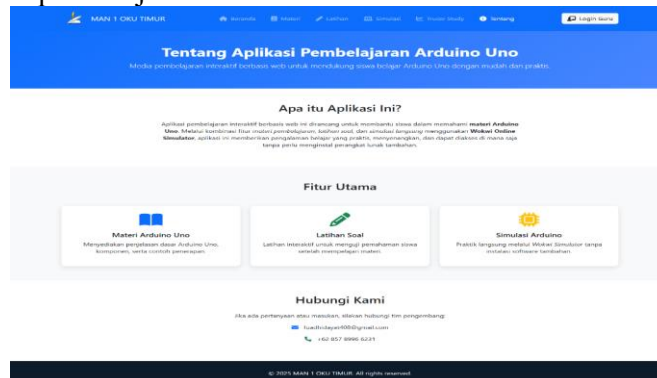 MAN 1 OKU TIMUR
Beranda Materi Latihan Simulasi Study Tentang Login Guru
Tentang Aplikasi Pembelajaran Arduino Uno
Media pembelajaran interaktif berbasis web untuk mendukung siswa belajar Arduino Uno dengan mudah dan praktis.
Apa itu Aplikasi Ini?
Aplikasi pembelajaran interaktif berbasis web ini dirancang untuk membantu siswa dalam memahami materi Arduino
Uno. Melalui kombinasi fitur materi pembelajaran, latihan soal, dan simulasi langsung menggunakan Wokwi Online
Simulator, aplikasi ini memberikan pengalaman belajar yang praktis, menyenangkan, dan dapat diakses di mana saja
tanpa perlu menginstal perangkat lunak tambahan.
Fitur Utama
Materi Arduino Uno
Menyediakan penjelasan dasar Arduino Uno,
komponen, serta contoh penerapan.
Latihan Soal
Latihan interaktif untuk menguji pemahaman siswa
setelah mempelajari materi.
Simulasi Arduino
Praktik langsung melalui Wokwi Simulator tanpa
instalasi software tambahan.
Hubungi Kami
Jika ada pertanyaan atau masukan, silakan hubungi tim pengembang:
+62 857 8996 6231
© 2025 MAN 1 OKU TIMUR. All rights reserved.